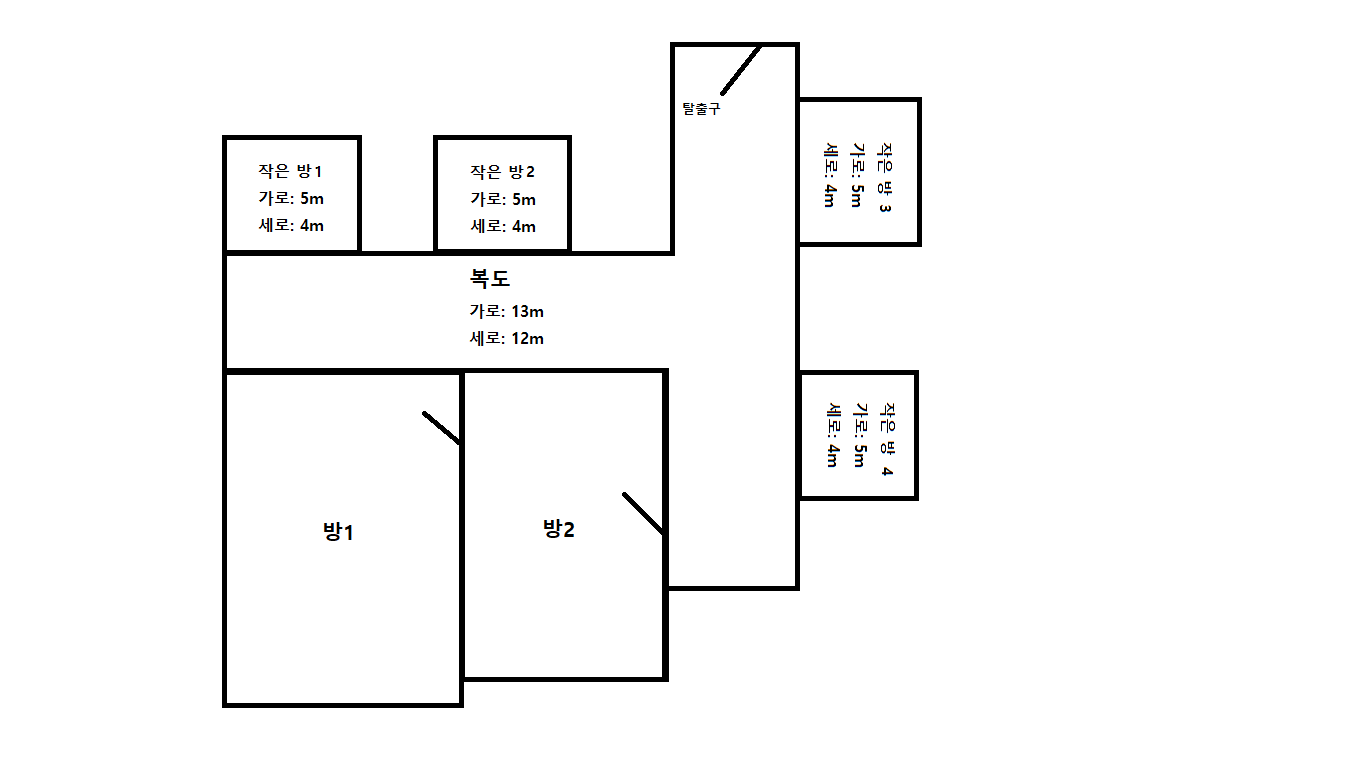 탈출구
작은 방1
가로: 5m
세로: 4m
작은 방2
가로: 5m
세로: 4m
작은 방 3
가로: 5m
세로: 4m
복도
가로: 13m
세로: 12m
작은 방 4
가로: 5m
세로: 4m
방1
방2